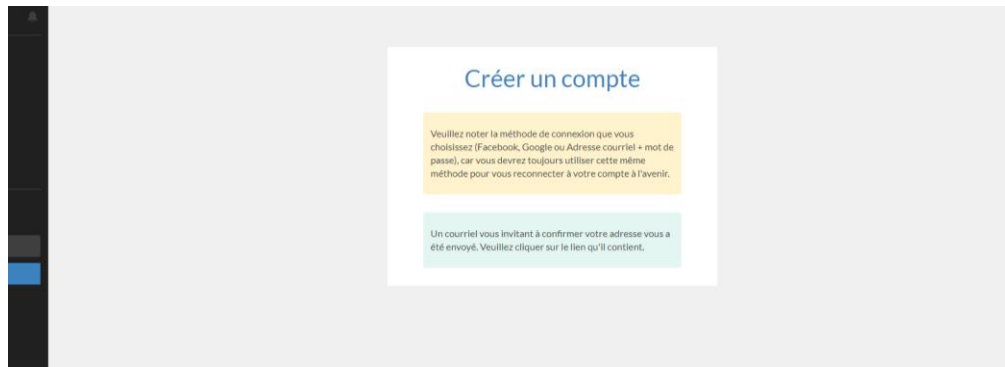 Créer un compte
Veuillez noter la méthode de connexion que vous
choisissez (Facebook, Google ou Adresse courriel + mot de
passe), car vous devrez toujours utiliser cette même
méthode pour vous reconnecter à votre compte à l'avenir.
Un courriel vous invitant à confirmer votre adresse vous a
été envoyé. Veuillez cliquer sur le lien qu'il contient.